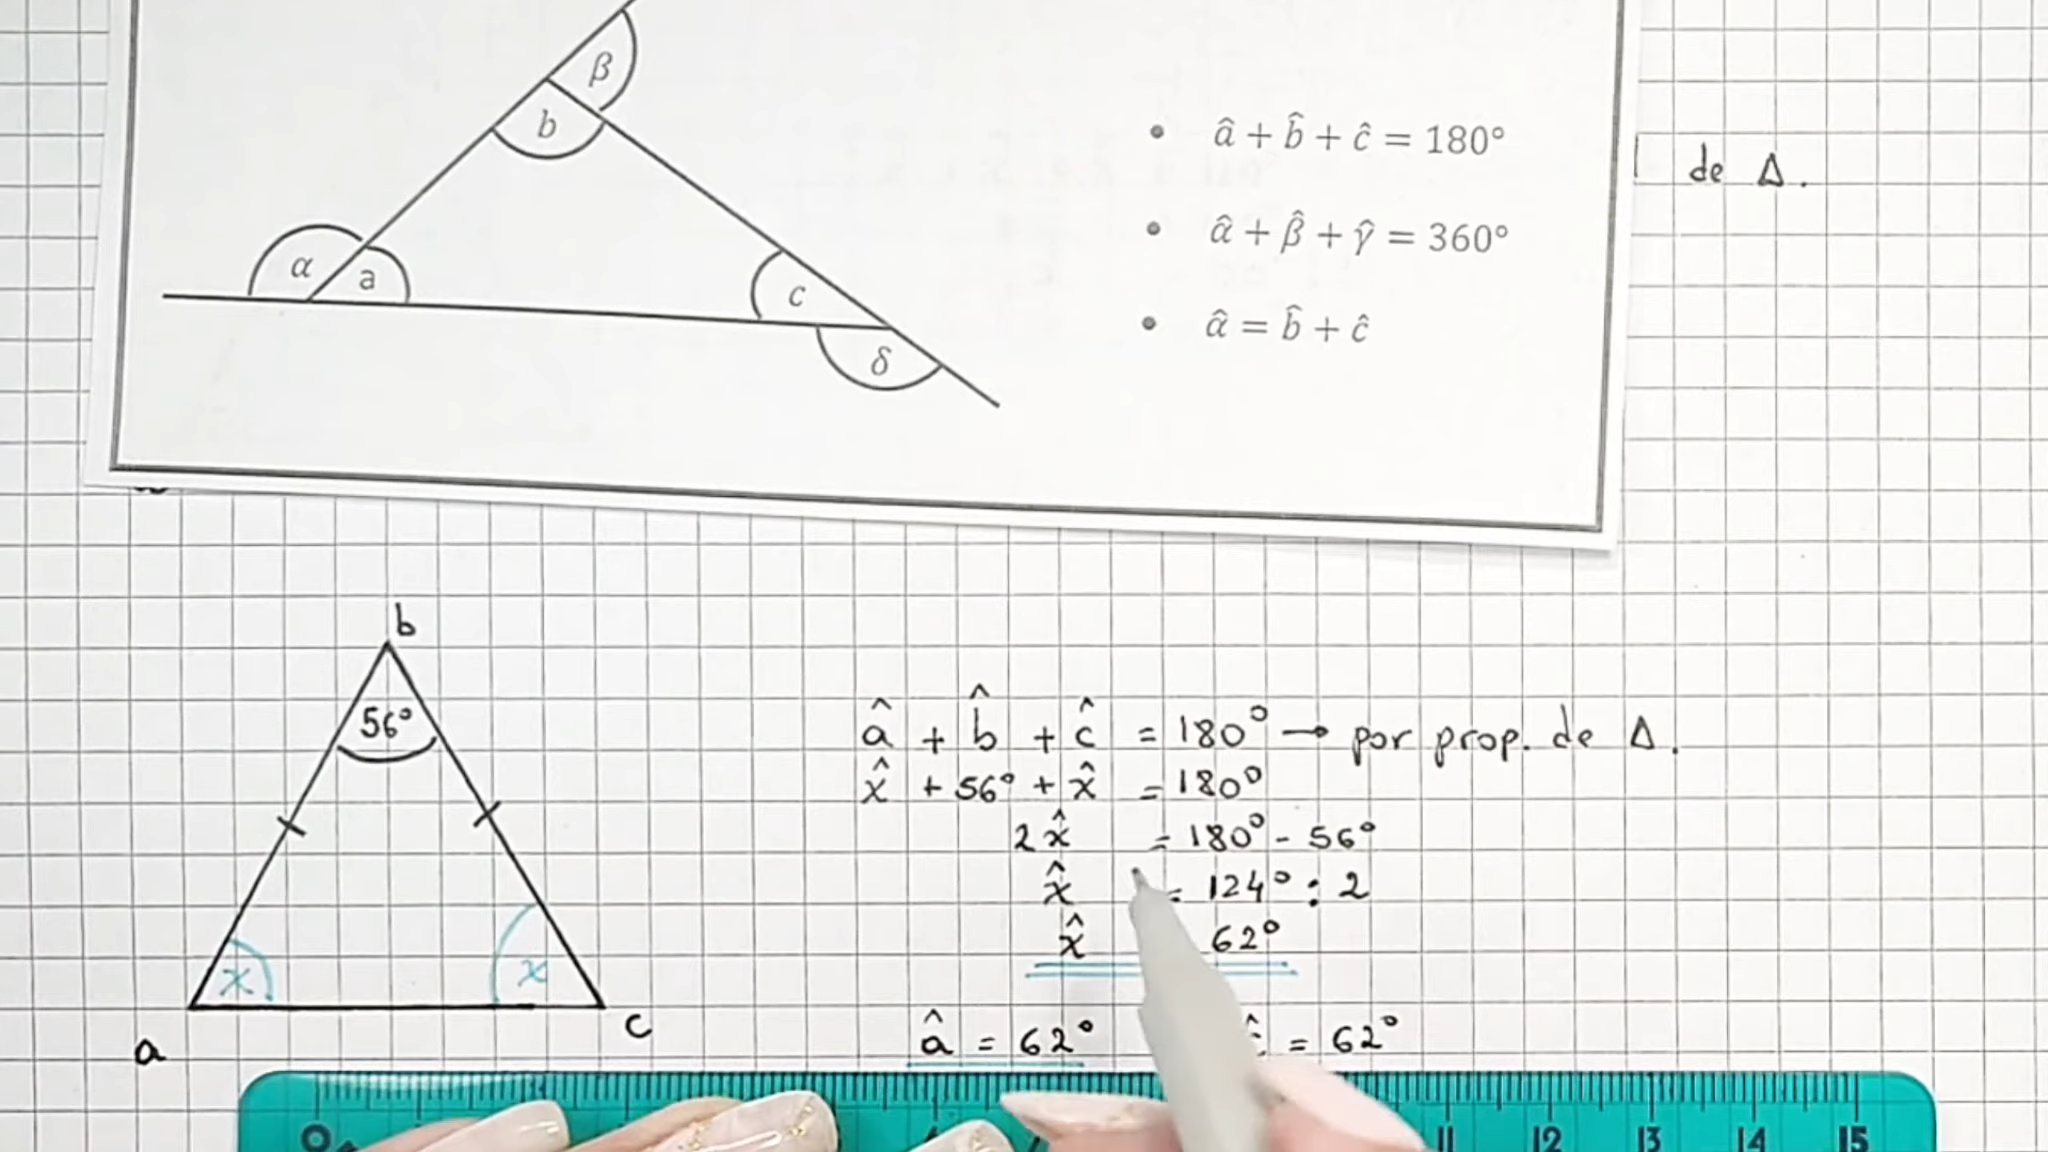 β
b
α
a
c
δ
â + b̂ + ĉ = 180°
α̂ + β̂ + γ̂ = 360°
α̂ = b̂ + ĉ
de Δ.
b
56°
x
x
a
c
â + b̂ + ĉ = 180° → por prop. de Δ.
x̂ + 56° + x̂ = 180°
2x̂ = 180° - 56°
x̂ = 124° : 2
x̂ 62°
â = 62° ĉ = 62°
0 11 12 13 14 15